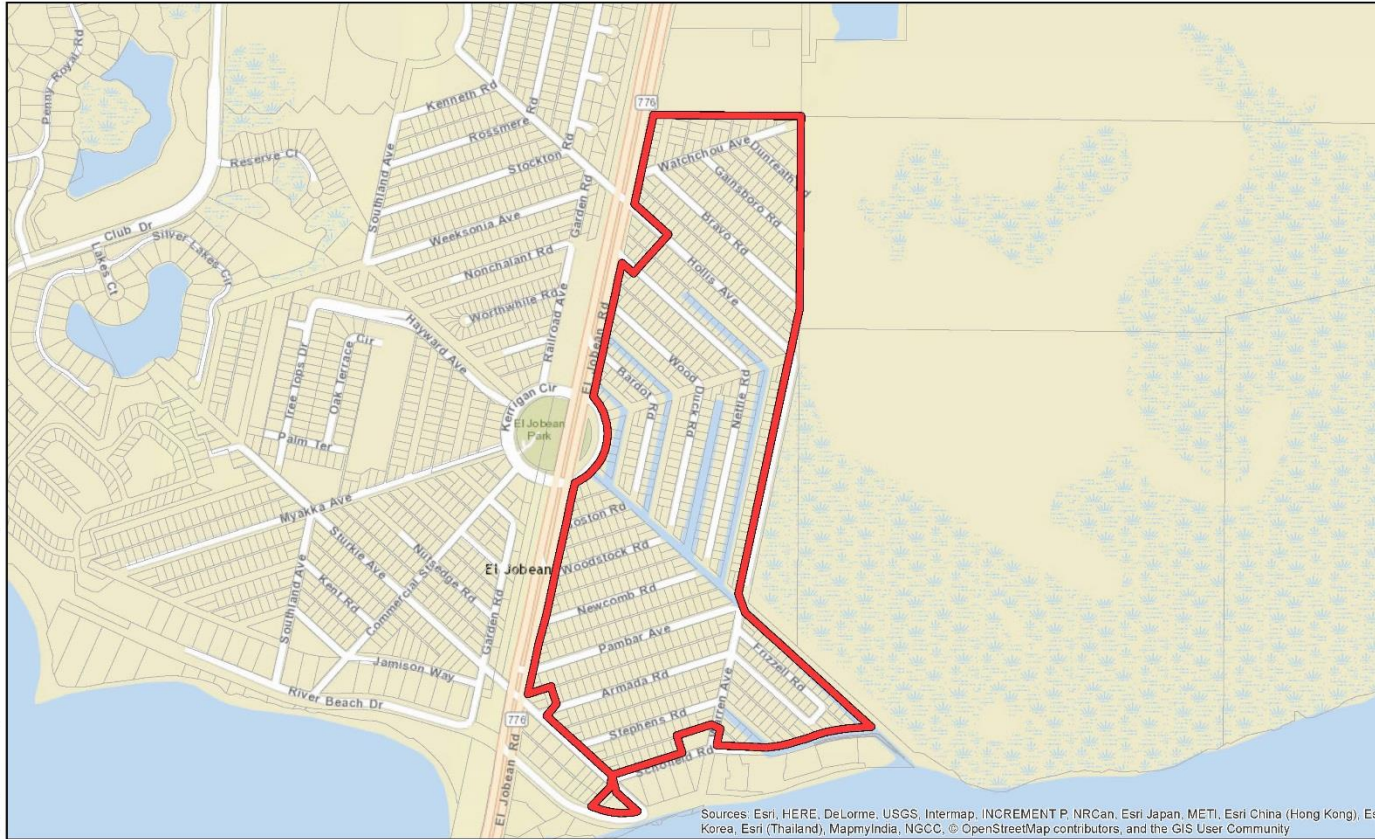 Penny Royal Rd
Kenneth Rd
776
Rossmere Rd
Reserve Ct
Southland Ave
Stockton Rd
Watchchou Ave
Dunreath Rd
Gainsboro Rd
Garden Rd
Bravo Rd
Club Dr
Silver Lakes Cir
Lakes Ct
Weeksonia Ave
Nonchalant Rd
Hollis Ave
Worthwhile Rd
Railroad Ave
El Jobean Rd
Hayward Ave
Tree Tops Dr
Oak Terrace Cir
Kerrigan Cir
Bardot Rd
Wood Duck Rd
Nettle Rd
El Jobean
Park
Palm Ter
Myakka Ave
oston Rd
Woodstock Rd
Sturkie Ave
Nutsedge Rd
El Jobean
Newcomb Rd
Kent Rd
Commercial St
Southland Ave
Garden Rd
Pambar Ave
Frizzell Rd
Jamison Way
Armada Rd
arren Ave
River Beach Dr
776
Stephens Rd
Schofield Rd
El Jobean Rd
Sources: Esri, HERE, DeLorme, USGS, Intermap, INCREMENT P, NRCan, Esri Japan, METI, Esri China (Hong Kong), Es
Korea, Esri (Thailand), MapmyIndia, NGCC, © OpenStreetMap contributors, and the GIS User Community